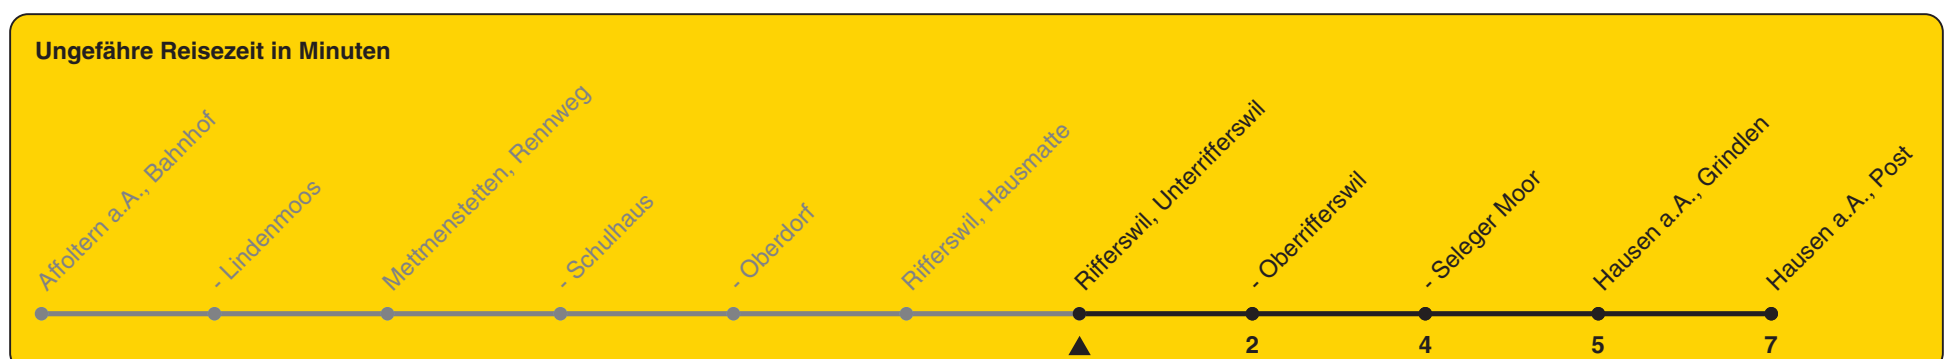 Ungefähre Reisezeit in Minuten
Affoltern a.A., Bahnhof
- Lindenmoos
Mettmenstetten, Rennweg
- Schulhaus
- Oberdorf
Rifferswil, Hausmatte
Rifferswil, Unterrifferswil
- Oberrifferswil
- Seleger Moor
Hausen a.A., Grindlen
Hausen a.A., Post
2 4 5 7